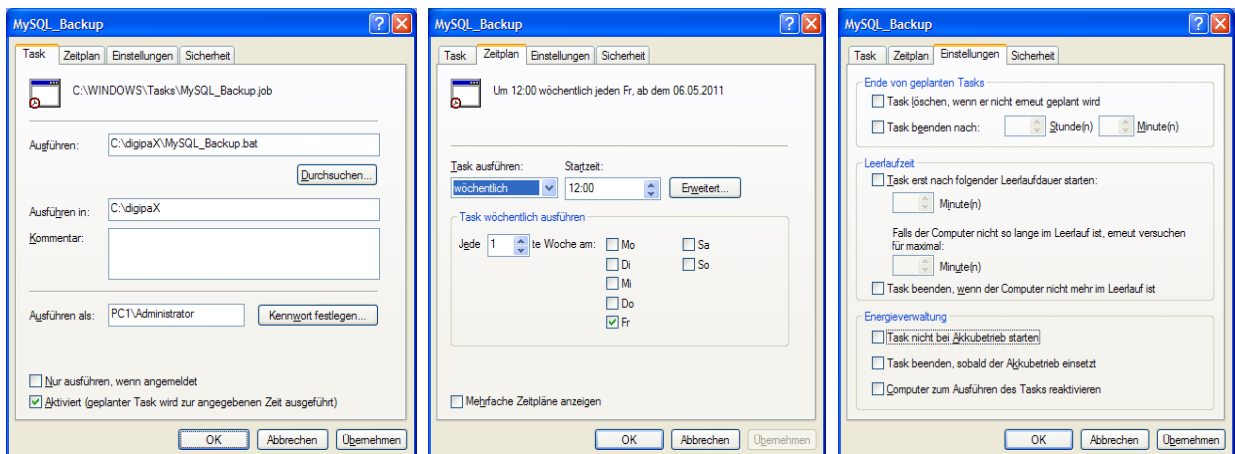 MySQL_Backup
Task Zeitplan Einstellungen Sicherheit
C:\WINDOWS\Tasks\MySQL_Backup.job
Ausführen: C:\digipaX\MySQL_Backup.bat
Durchsuchen...
Ausführen in: C:\digipaX
Kommentar:
Ausführen als: PC1\Administrator Kennwort festlegen...
Nur ausführen, wenn angemeldet
Aktiviert (geplanter Task wird zur angegebenen Zeit ausgeführt)
OK Abbrechen Übernehmen
MySQL_Backup
Task Zeitplan Einstellungen Sicherheit
Um 12:00 wöchentlich jeden Fr, ab dem 06.05.2011
Task ausführen: Startzeit:
wöchentlich 12:00 Erweitert...
Task wöchentlich ausführen
Jede 1 te Woche am: Mo Sa
Di So
Mi
Do
Fr
Mehrfache Zeitpläne anzeigen
OK Abbrechen Übernehmen
MySQL_Backup
Task Zeitplan Einstellungen Sicherheit
Ende von geplanten Tasks
Task löschen, wenn er nicht erneut geplant wird
Task beenden nach: Stunde(n) Minute(n)
Leerlaufzeit
Task erst nach folgender Leerlaufdauer starten:
Minute(n)
Falls der Computer nicht so lange im Leerlauf ist, erneut versuchen
für maximal:
Minute(n)
Task beenden, wenn der Computer nicht mehr im Leerlauf ist
Energieverwaltung
Task nicht bei Akkubetrieb starten
Task beenden, sobald der Akkubetrieb einsetzt
Computer zum Ausführen des Tasks reaktivieren
OK Abbrechen Übernehmen